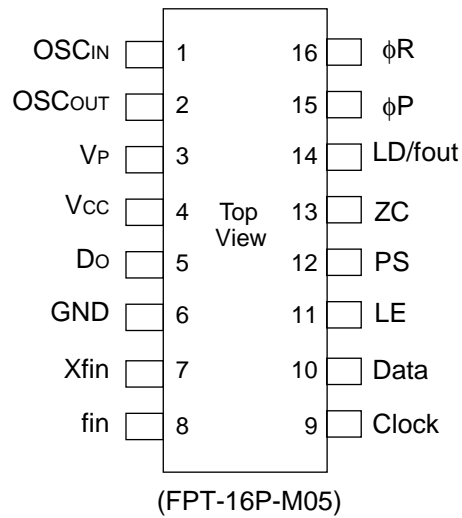 OSCIN 1 16 ϕR
OSCOUT 2 15 ϕP
VP 3 14 LD/fout
VCC 4 Top 13 ZC
View
DO 5 12 PS
GND 6 11 LE
Xfin 7 10 Data
fin 8 9 Clock
(FPT-16P-M05)